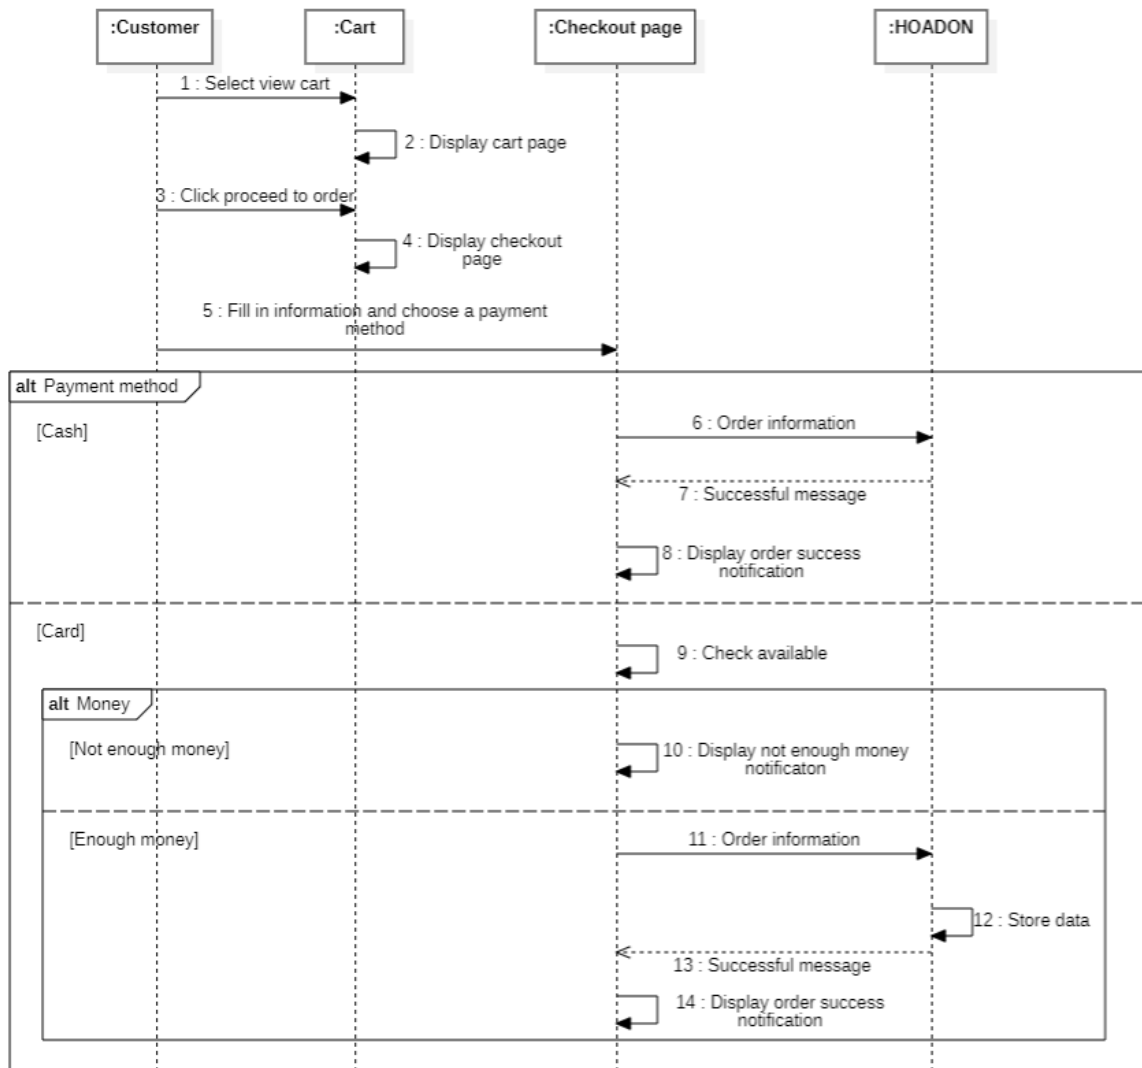 :Customer
:Cart
:Checkout page
:HOADON
1 : Select view cart
2 : Display cart page
3 : Click proceed to order
4 : Display checkout
page
5 : Fill in information and choose a payment
method
alt Payment method
[Cash]
6 : Order information
7 : Successful message
8 : Display order success
notification
[Card]
9 : Check available
alt Money
[Not enough money]
10 : Display not enough money
notificaton
[Enough money]
11 : Order information
12 : Store data
13 : Successful message
14 : Display order success
notification